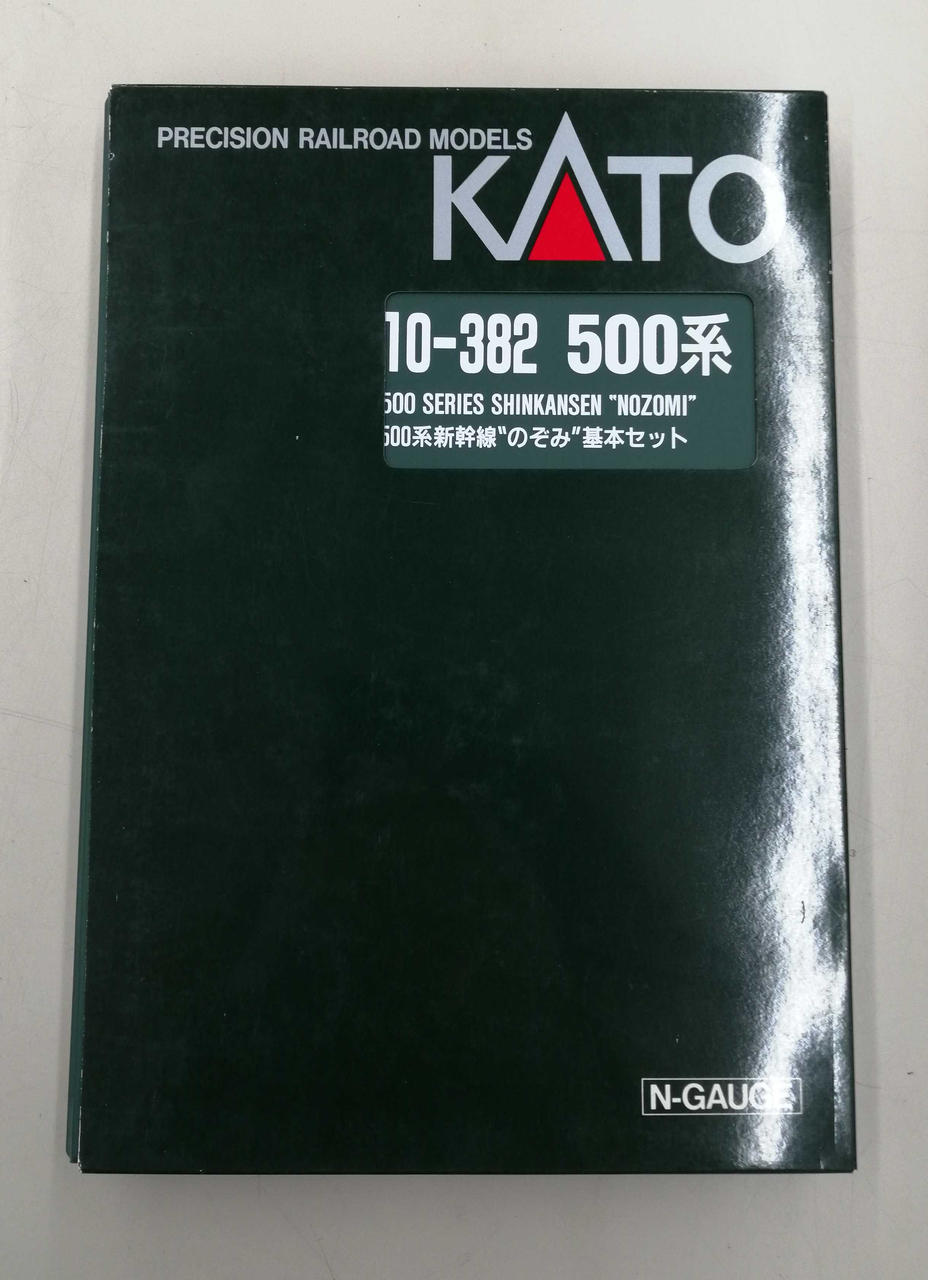 PRECISION RAILROAD MODELS
KATO
10-382 500系
500 SERIES SHINKANSEN "NOZOMI"
500系新幹線"のぞみ"基本セット
N-GAUGE